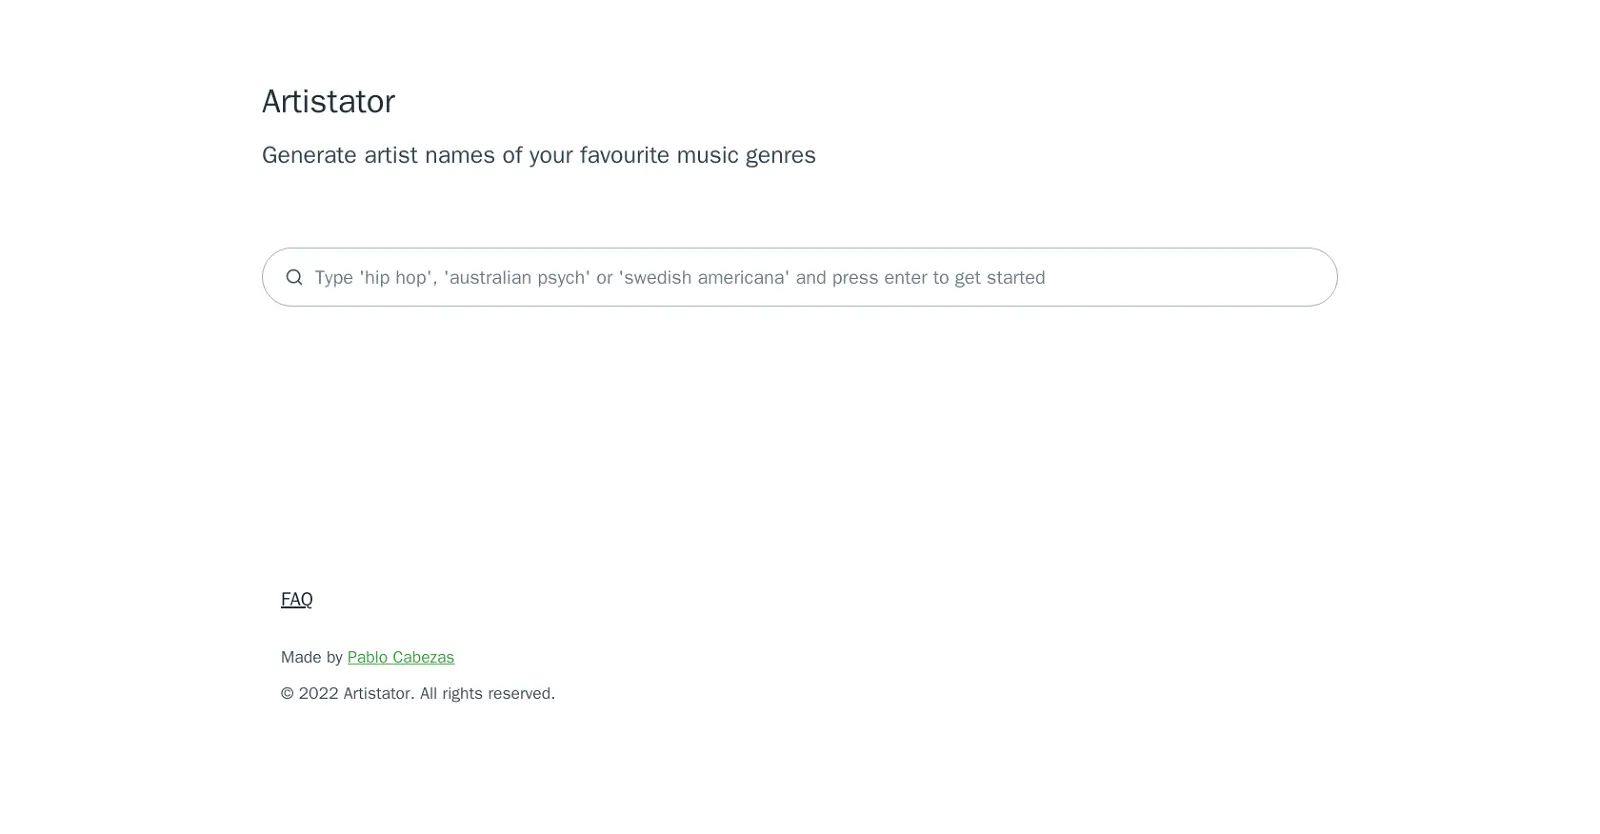 Artistator
Generate artist names of your favourite music genres
Type 'hip hop', 'australian psych' or 'swedish americana' and press enter to get started
FAQ
Made by Pablo Cabezas
© 2022 Artistator. All rights reserved.